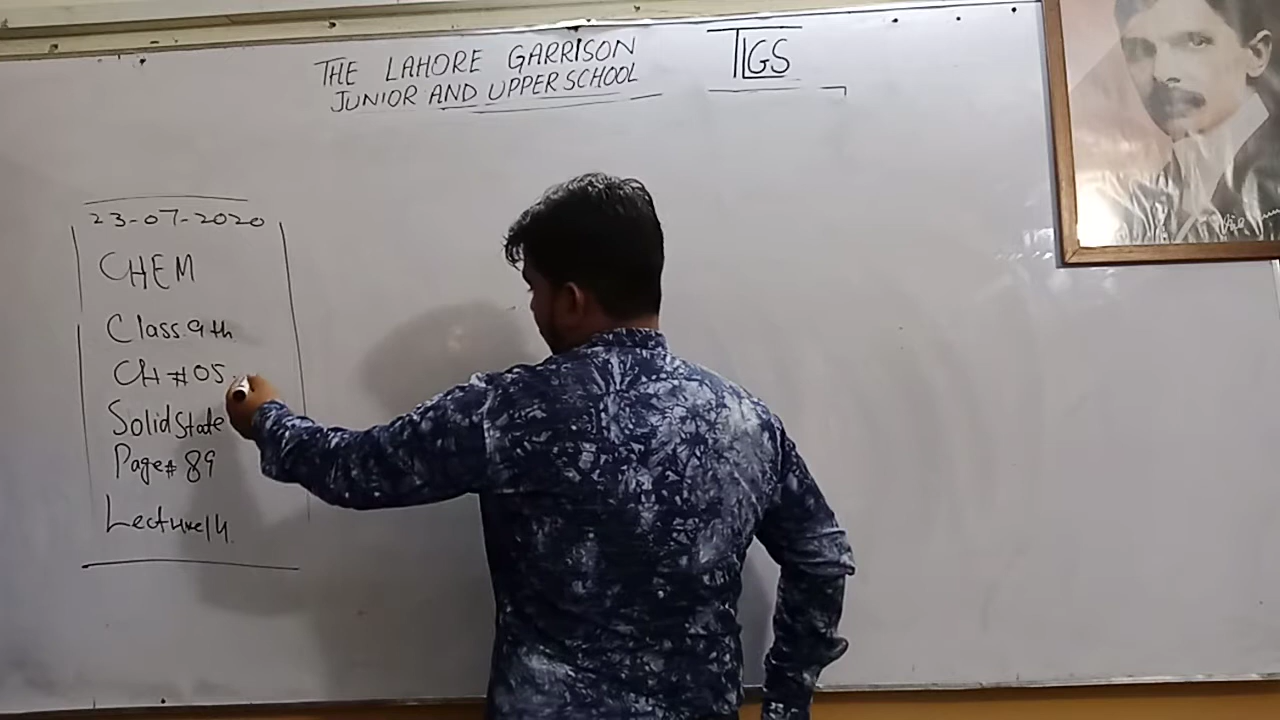 THE LAHORE GARRISON
JUNIOR AND UPPER SCHOOL
TLGS
23-07-2020
CHEM
Class 9th
CH #05
Solid State
Page# 89
Lecture 14